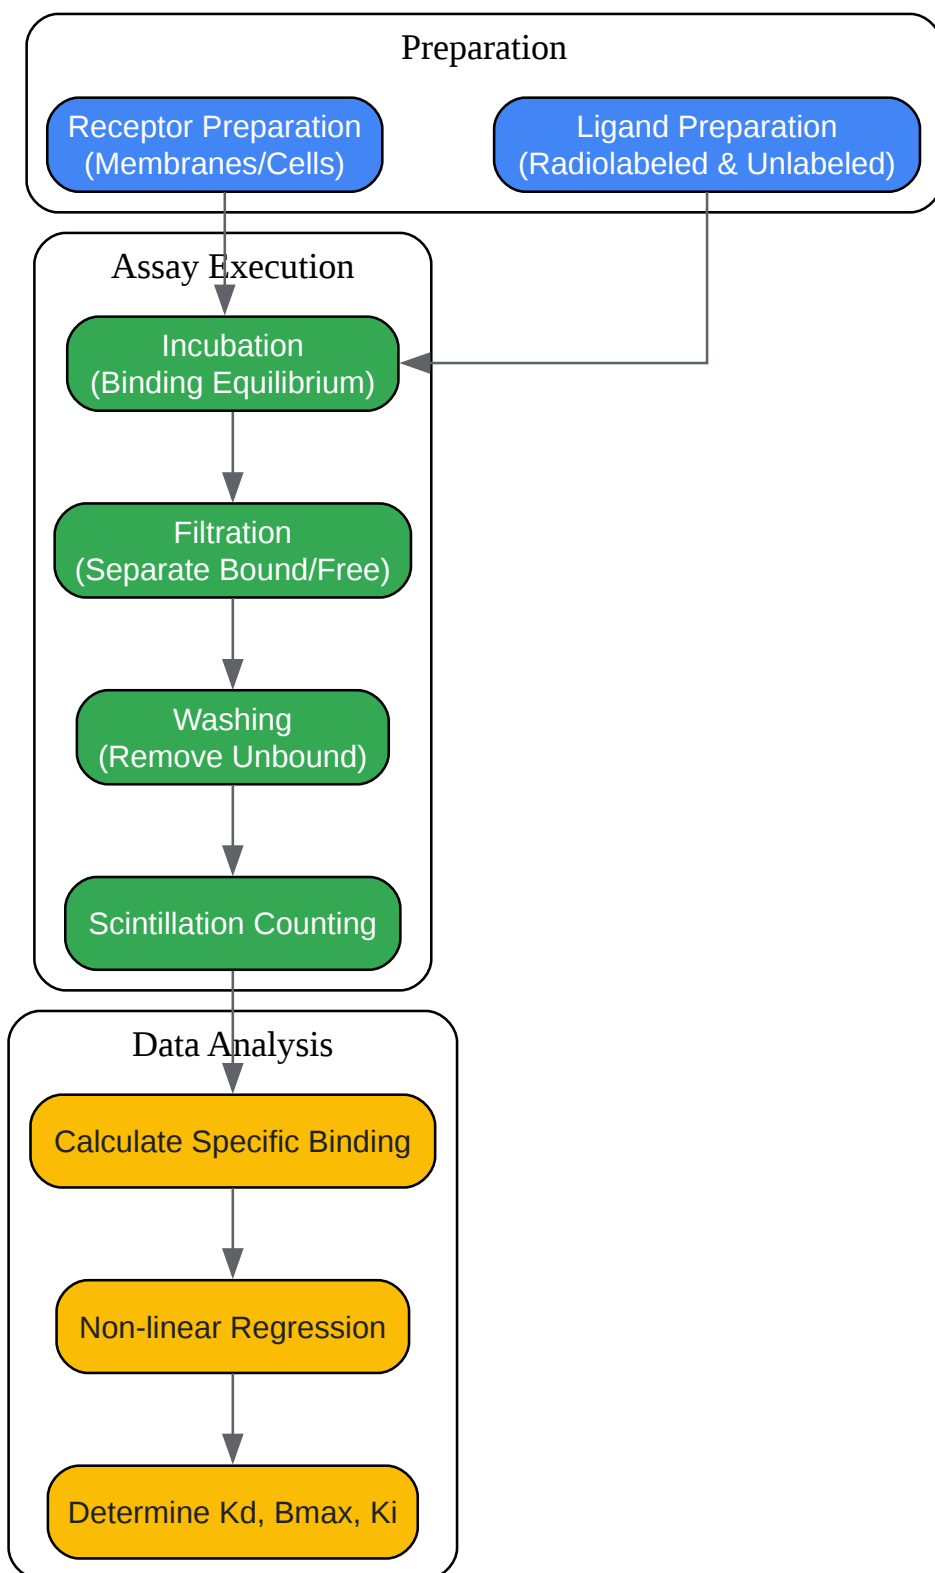 Preparation
Receptor Preparation
(Membranes/Cells)
Ligand Preparation
(Radiolabeled & Unlabeled)
Assay Execution
Incubation
(Binding Equilibrium)
Filtration
(Separate Bound/Free)
Washing
(Remove Unbound)
Scintillation Counting
Data Analysis
Calculate Specific Binding
Non-linear Regression
Determine Kd, Bmax, Ki